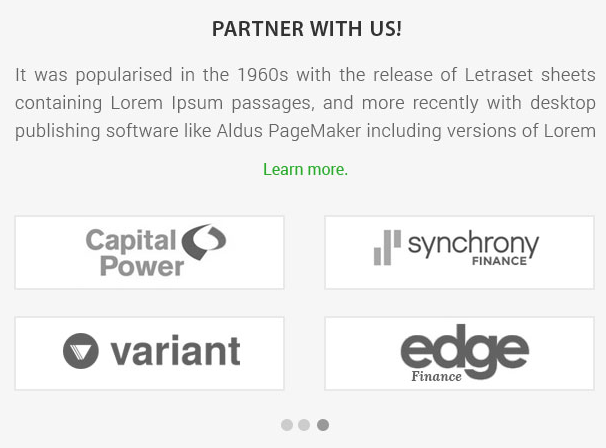 PARTNER WITH US!
It was popularised in the 1960s with the release of Letraset sheets
containing Lorem Ipsum passages, and more recently with desktop
publishing software like Aldus PageMaker including versions of Lorem
Learn more.
Capital
Power
synchrony
FINANCE
variant
edge
Finance